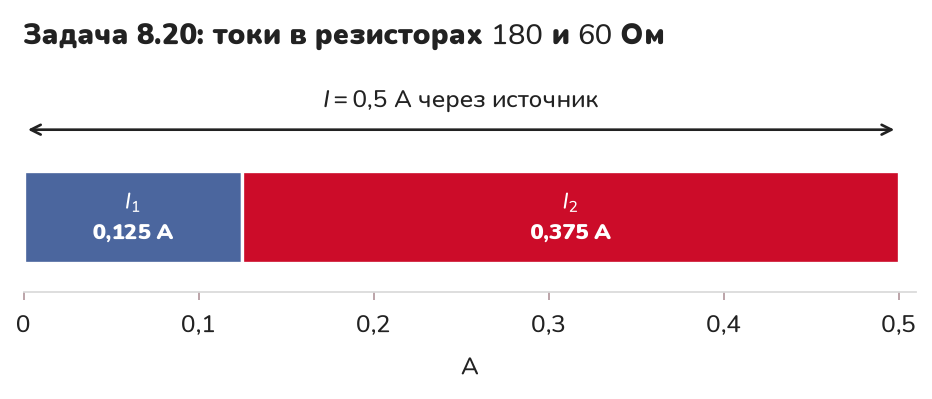 Задача 8.20: токи в резисторах 180 и 60 Ом
I = 0,5 А через источник
I₁
0,125 А
I₂
0,375 А
0 0,1 0,2 0,3 0,4 0,5
А